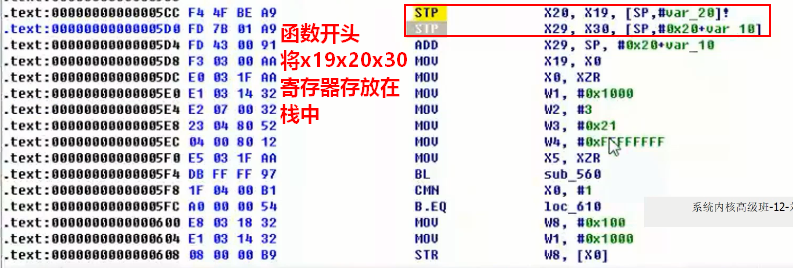 .text:00000000000005CC F4 4F BE A9 STP X20, X19, [SP,#var_20]!
.text:00000000000005D0 FD 7B 01 A9 STP X29, X30, [SP,#0x20+var_10]
.text:00000000000005D4 FD 43 00 91 ADD X29, SP, #0x20+var_10
.text:00000000000005D8 F3 03 00 AA MOV X19, X0
.text:00000000000005DC E0 03 1F AA MOV X0, XZR
.text:00000000000005E0 E1 03 14 32 MOV W1, #0x1000
.text:00000000000005E4 E2 07 00 32 MOV W2, #3
.text:00000000000005E8 23 04 80 52 MOV W3, #0x21
.text:00000000000005EC 04 00 80 12 MOV W4, #0xFFFFFFFF
.text:00000000000005F0 E5 03 1F AA MOV X5, XZR
.text:00000000000005F4 DB FF FF 97 BL sub_560
.text:00000000000005F8 1F 04 00 B1 CMN X0, #1
.text:00000000000005FC A0 00 00 54 B.EQ loc_610
.text:0000000000000600 E8 03 18 32 MOV W8, #0x100
.text:0000000000000604 E1 03 14 32 MOV W1, #0x1000
.text:0000000000000608 08 00 00 B9 STR W8, [X0]
函数开头
将x19x20x30
寄存器存放在
栈中
系统内核高级班-12-